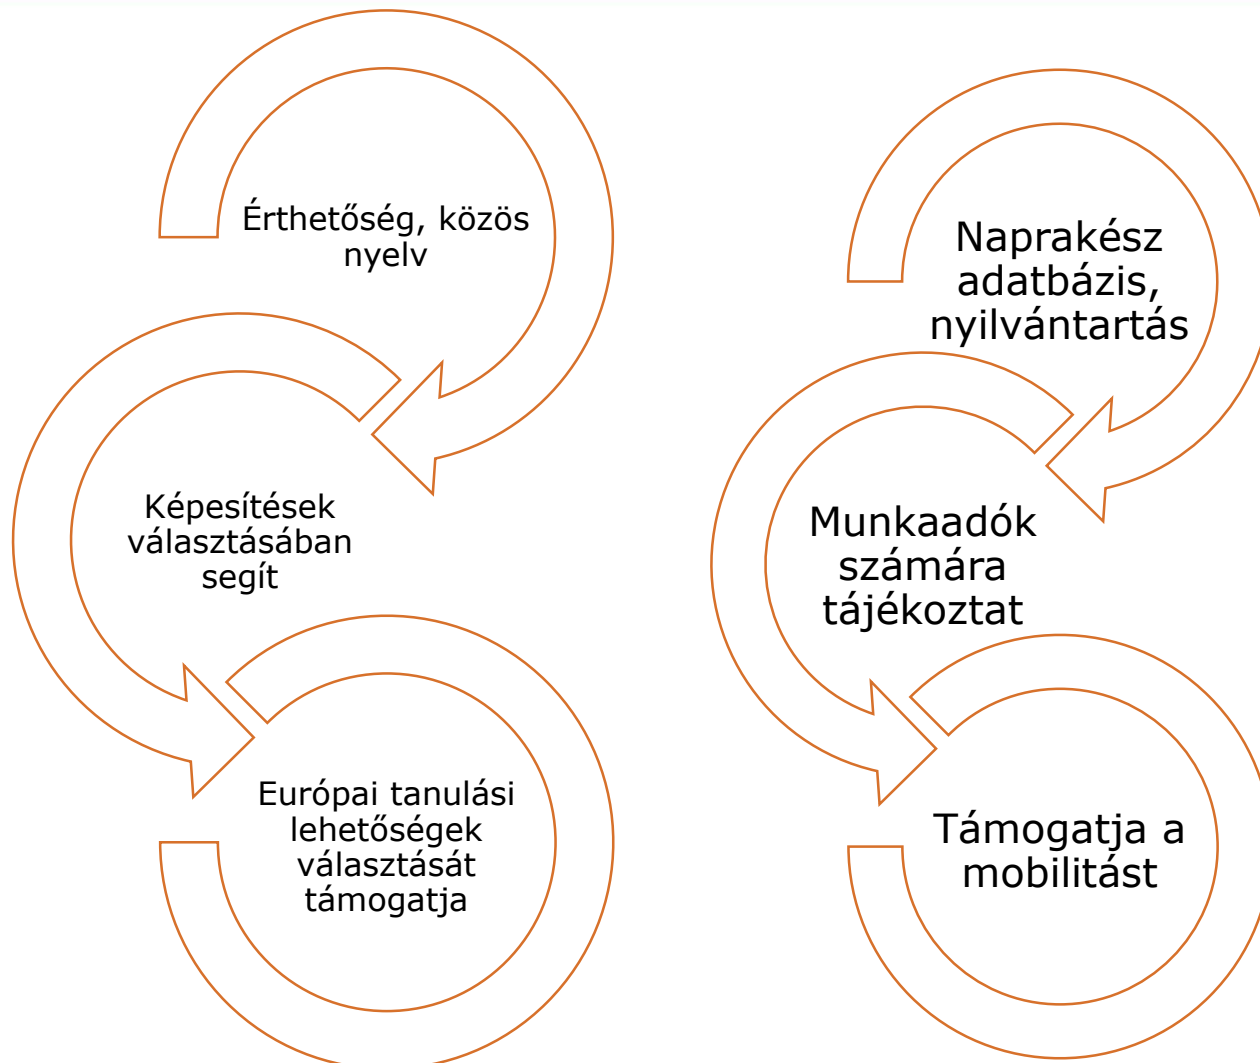 Érthetőség, közös
nyelv
Képesítések
választásában
segít
Európai tanulási
lehetőségek
választását
támogatja
Naprakész
adatbázis,
nyilvántartás
Munkaadók
számára
tájékoztat
Támogatja a
mobilitást